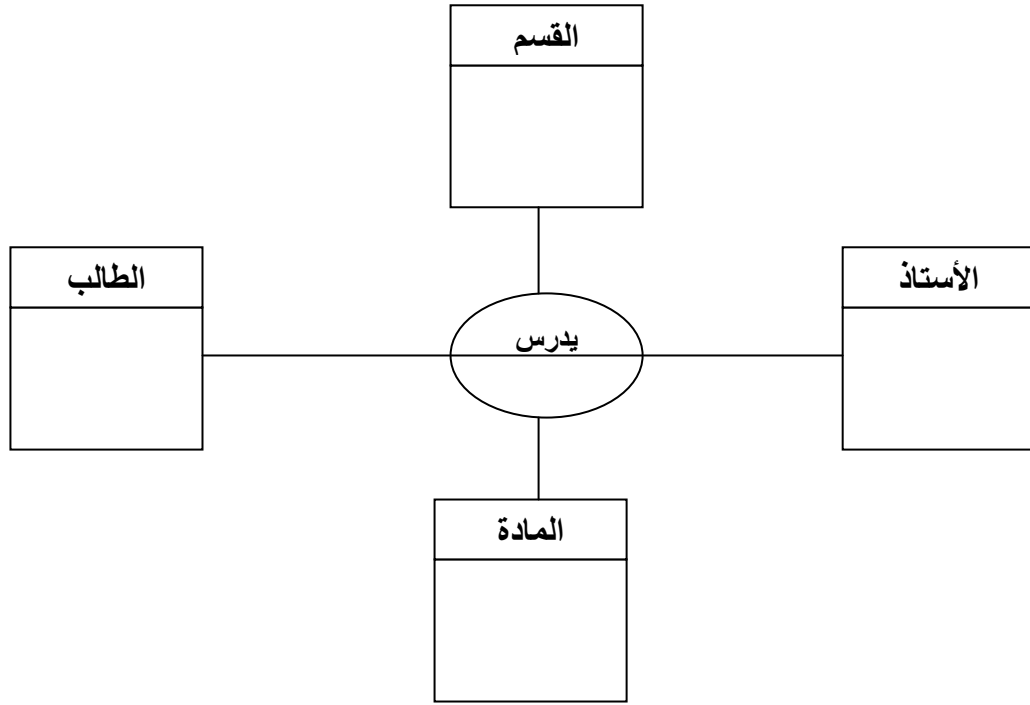 القسم
الأستاذ
الطالب
يدرس
المادة